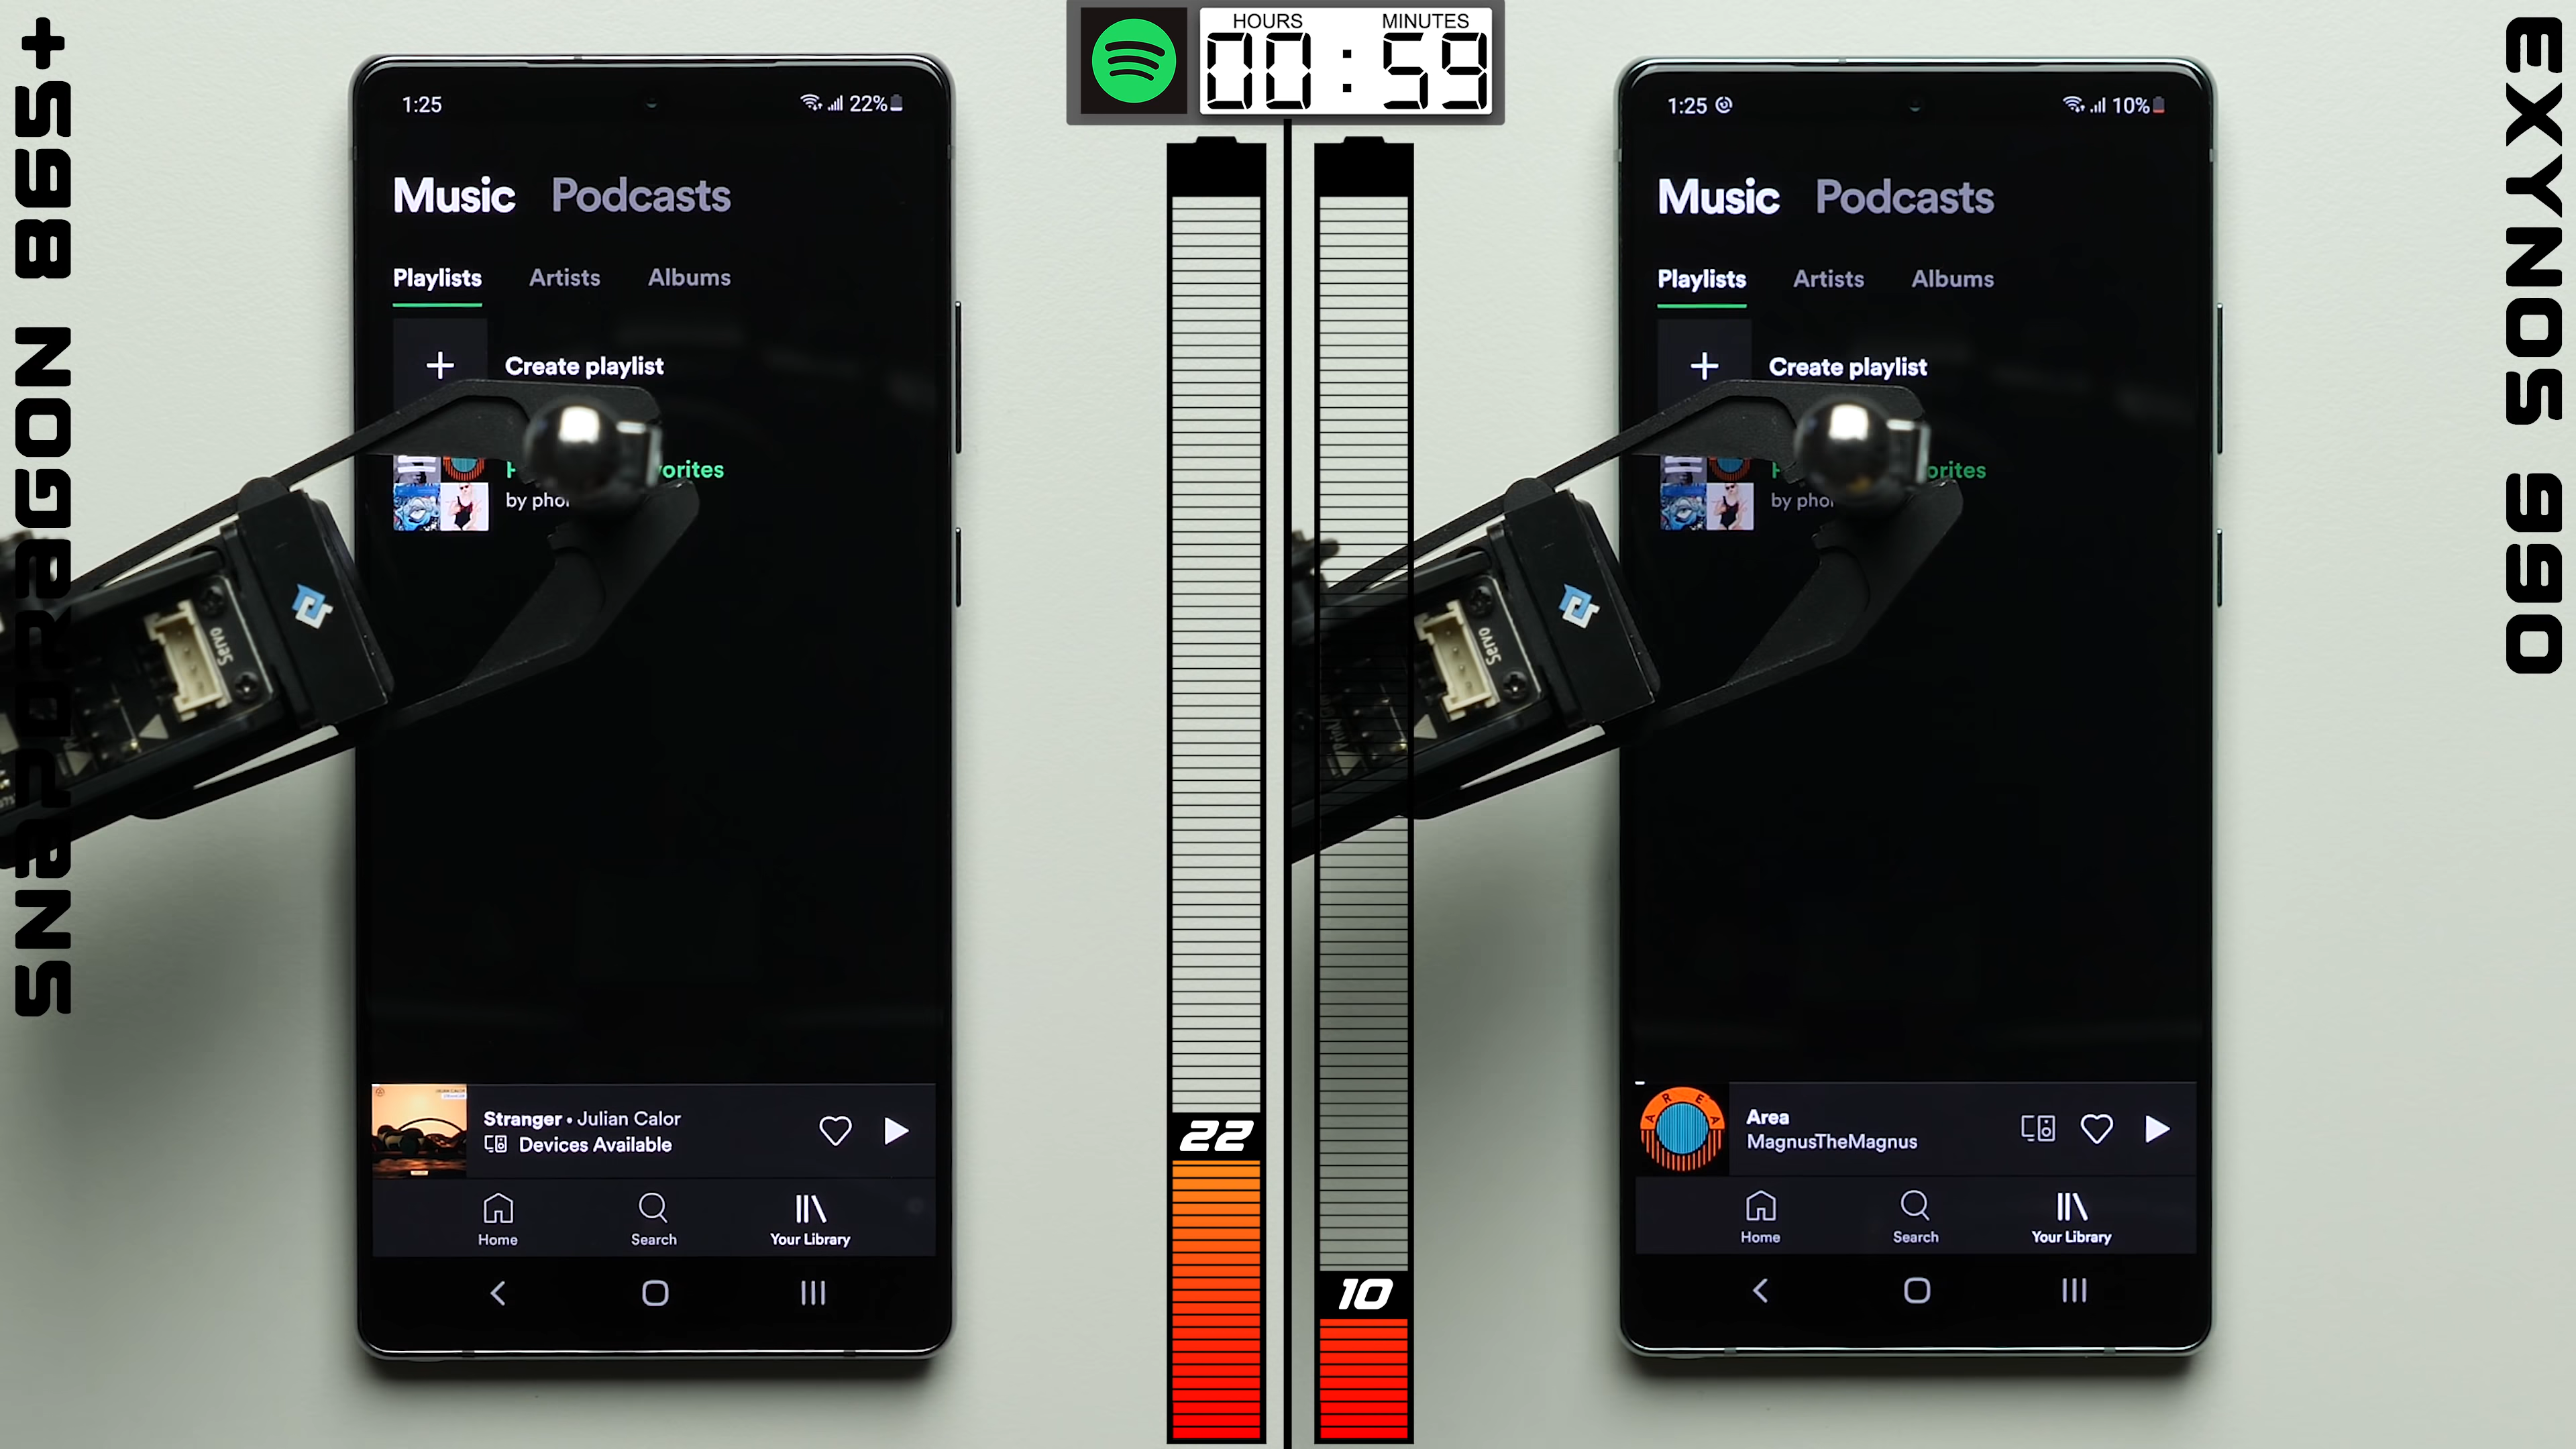 SNAPDRAGON 865+
1:25
22%
Music Podcasts
Playlists Artists Albums
Create playlist
orites
by pho
Servo
Stranger • Julian Calor
Devices Available
Home Search Your Library
HOURS MINUTES
00:59
22
10
EXYNOS 990
1:25
10%
Music Podcasts
Playlists Artists Albums
Create playlist
orites
by pho
Servo
AREA
Area
MagnusTheMagnus
Home Search Your Library